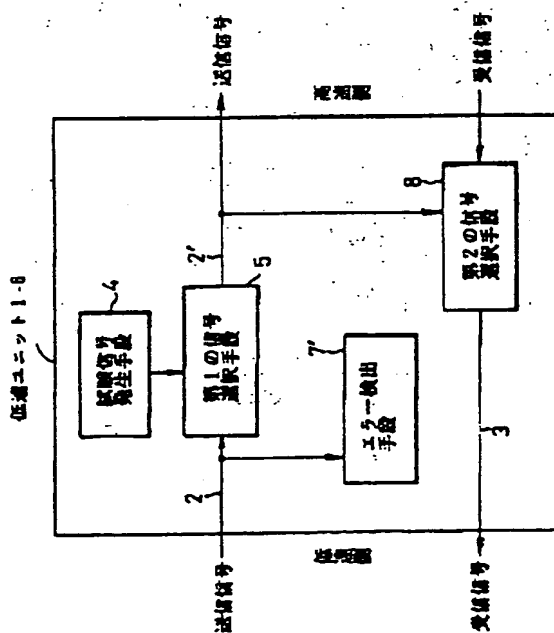 低速ユニット1-8
4
試験信号
発生手段
送信信号
2
第1の信号
選択手段
5
2'
送信信号
7'
エラー検出
手段
低速側
高速側
8
第2の信号
選択手段
3
受信信号
受信信号